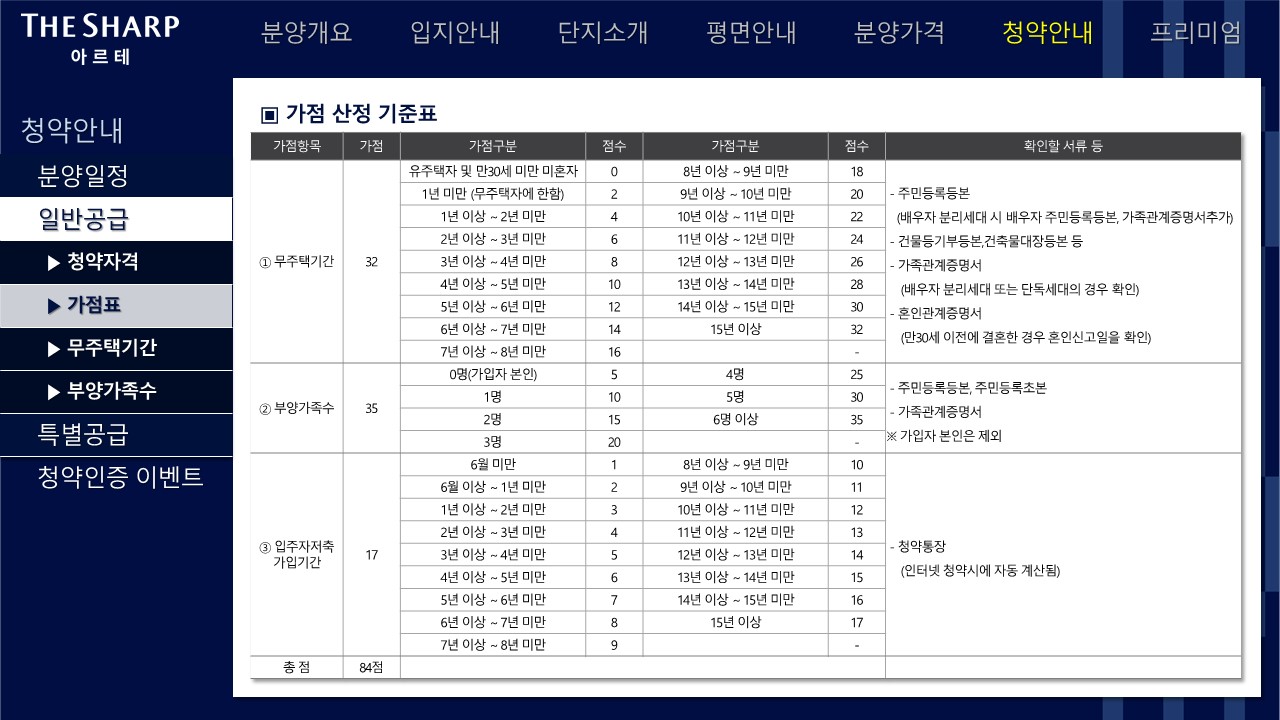 THE SHARP
아르테
분양개요 입지안내 단지소개 평면안내 분양가격 청약안내 프리미엄
청약안내
분양일정
일반공급
▶ 청약자격
▶ 가점표
▶ 무주택기간
▶ 부양가족수
특별공급
청약인증 이벤트
▣ 가점 산정 기준표
가점항목 가점 가점구분 점수 가점구분 점수 확인할 서류 등
① 무주택기간 32
유주택자 및 만30세 미만 미혼자 0 8년 이상 ~ 9년 미만 18
1년 미만 (무주택자에 한함) 2 9년 이상 ~ 10년 미만 20
1년 이상 ~ 2년 미만 4 10년 이상 ~ 11년 미만 22
2년 이상 ~ 3년 미만 6 11년 이상 ~ 12년 미만 24
3년 이상 ~ 4년 미만 8 12년 이상 ~ 13년 미만 26
4년 이상 ~ 5년 미만 10 13년 이상 ~ 14년 미만 28
5년 이상 ~ 6년 미만 12 14년 이상 ~ 15년 미만 30
6년 이상 ~ 7년 미만 14 15년 이상 32
7년 이상 ~ 8년 미만 16 -
- 주민등록등본
(배우자 분리세대 시 배우자 주민등록등본, 가족관계증명서추가)
- 건물등기부등본,건축물대장등본 등
- 가족관계증명서
(배우자 분리세대 또는 단독세대의 경우 확인)
- 혼인관계증명서
(만30세 이전에 결혼한 경우 혼인신고일을 확인)
② 부양가족수 35
0명(가입자 본인) 5 4명 25
1명 10 5명 30
2명 15 6명 이상 35
3명 20 -
- 주민등록등본, 주민등록초본
- 가족관계증명서
※ 가입자 본인은 제외
③ 입주자저축
가입기간 17
6월 미만 1 8년 이상 ~ 9년 미만 10
6월 이상 ~ 1년 미만 2 9년 이상 ~ 10년 미만 11
1년 이상 ~ 2년 미만 3 10년 이상 ~ 11년 미만 12
2년 이상 ~ 3년 미만 4 11년 이상 ~ 12년 미만 13
3년 이상 ~ 4년 미만 5 12년 이상 ~ 13년 미만 14
4년 이상 ~ 5년 미만 6 13년 이상 ~ 14년 미만 15
5년 이상 ~ 6년 미만 7 14년 이상 ~ 15년 미만 16
6년 이상 ~ 7년 미만 8 15년 이상 17
7년 이상 ~ 8년 미만 9 -
- 청약통장
(인터넷 청약시에 자동 계산됨)
총 점 84점